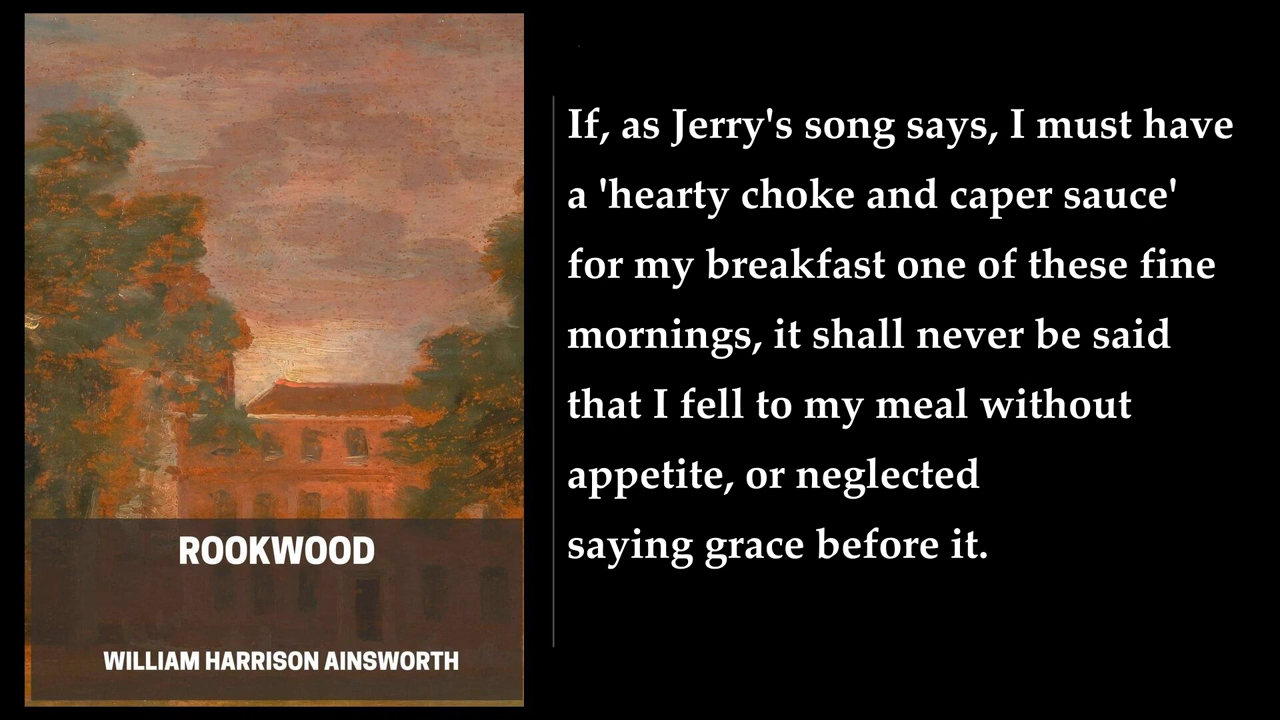 ROOKWOOD
WILLIAM HARRISON AINSWORTH
If, as Jerry's song says, I must have
a 'hearty choke and caper sauce'
for my breakfast one of these fine
mornings, it shall never be said
that I fell to my meal without
appetite, or neglected
saying grace before it.